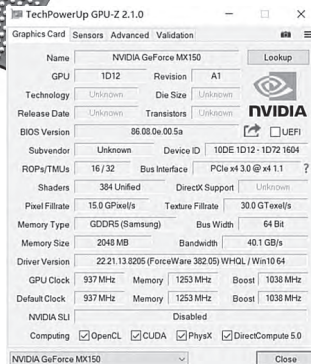 TechPowerUp GPU-Z 2.1.0
Graphics Card Sensors Advanced Validation
Name NVIDIA GeForce MX150 Lookup
GPU 1D12 Revision A1
Technology Unknown Die Size Unknown
Release Date Unknown Transistors Unknown
NVIDIA
BIOS Version 86.08.0e.00.5a UEFI
Subvendor Unknown Device ID 10DE 1D12 - 1D72 1604
ROPs/TMUs 16 / 32 Bus Interface PCIe x4 3.0 @ x4 1.1 ?
Shaders 384 Unified DirectX Support Unknown
Pixel Fillrate 15.0 GPixel/s Texture Fillrate 30.0 GTexel/s
Memory Type GDDR5 (Samsung) Bus Width 64 Bit
Memory Size 2048 MB Bandwidth 40.1 GB/s
Driver Version 22.21.13.8205 (ForceWare 382.05) WHQL / Win10 64
GPU Clock 937 MHz Memory 1253 MHz Boost 1038 MHz
Default Clock 937 MHz Memory 1253 MHz Boost 1038 MHz
NVIDIA SLI Disabled
Computing OpenCL CUDA PhysX DirectCompute 5.0
NVIDIA GeForce MX150 Close